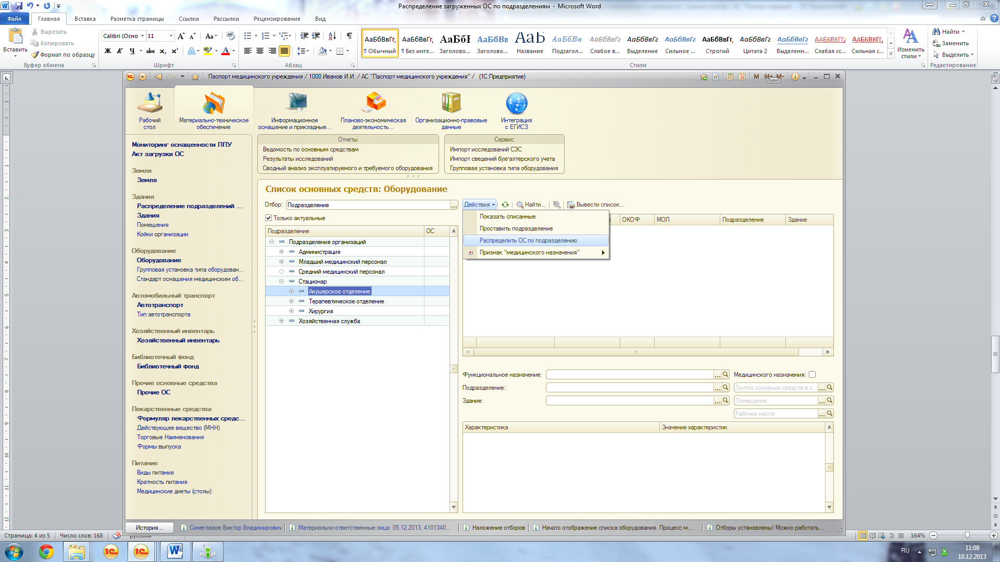 Распределение загруженных ОС по подразделениям - Microsoft Word
Файл
Главная
Вставка
Разметка страницы
Ссылки
Рассылки
Рецензирование
Вид
Вставить
Вырезать
Копировать
Формат по образцу
Буфер обмена
Calibri (Осно
11
Шрифт
Абзац
АаБбВвГг,
¶ Обычный
АаБбВвГг,
¶ Без инте...
АаБбІ
Заголово...
АаБбВв
Заголово...
АаБ
Название
АаБбВв.
Подзагол...
АаБбВвГг
Слабое в...
АаБбВвГг
Выделение
АаБбВвГг
Сильное ...
АаБбВвГг,
Строгий
АаБбВвГг
Цитата 2
АаБбВвГг
Выделенн...
АаБбВвГг,
Слабая сс...
АаБбВвГг,
Сильная с...
Стили
Изменить стили
Найти
Заменить
Выделить
Редактирование
Паспорт медицинского учреждения / 1000 Иванов И.И. / АС "Паспорт медицинского учреждения" / (1С:Предприятие)
M M+ M-
Рабочий стол
Материально-техническое обеспечение
Информационное оснащение и прикладные...
Планово-экономическая деятельность...
Организационно-правовые данные
Интеграция с ЕГИСЗ
Мониторинг оснащенности ЛПУ
Акт загрузки ОС
Земля
Земля
Здания
Распределение подразделений ...
Здания
Помещения
Койки организации
Оборудование
Оборудование
Групповая установка типа оборудован...
Стандарт оснащения медицинским об...
Автомобильный транспорт
Автотранспорт
Тип автотранспорта
Хозяйственный инвентарь
Хозяйственный инвентарь
Библиотечный фонд
Библиотечный фонд
Прочие основные средства
Прочие ОС
Лекарственные средства
Формуляр лекарственных средс...
Действующее вещество (МНН)
Торговые Наименования
Формы выпуска
Питание
Виды питания
Кратность питания
Медицинские диеты (столы)
Отчеты
Ведомость по основным средствам
Результаты исследований
Сводный анализ эксплуатируемого и требуемого оборудования
Сервис
Импорт исследований СЭС
Импорт сведений бухгалтерского учета
Групповая установка типа оборудования
Список основных средств: Оборудование
Отбор: Подразделение
Только актуальные
Подразделение ОС
Подразделения организаций
Администрация
Младший медицинский персонал
Средний медицинский персонал
Стационар
Акушерское отделение
Терапевтическое отделение
Хирургия
Хозяйственная служба
Действия
Найти...
Вывести список...
Показать списанные
Проставить подразделение
Распределить ОС по подразделению
Признак "медицинского назначения"
ОКОФ МОЛ Подразделение Здание
Функциональное назначение:
Медицинского назначения:
Подразделение:
Группа основных средств в с...
Здание:
Помещение
Рабочее место
Характеристика Значение характеристик
История...
Синеглазов Виктор Владимирович
Материально-ответственные лица: 05.12.2013, 4101340...
Наложение отборов
Начато отображение списка оборудования. Процесс м...
Отборы установлены! Можно работать...
Страница: 4 из 5
Число слов: 168
русский
164%
RU
11:08
10.12.2013